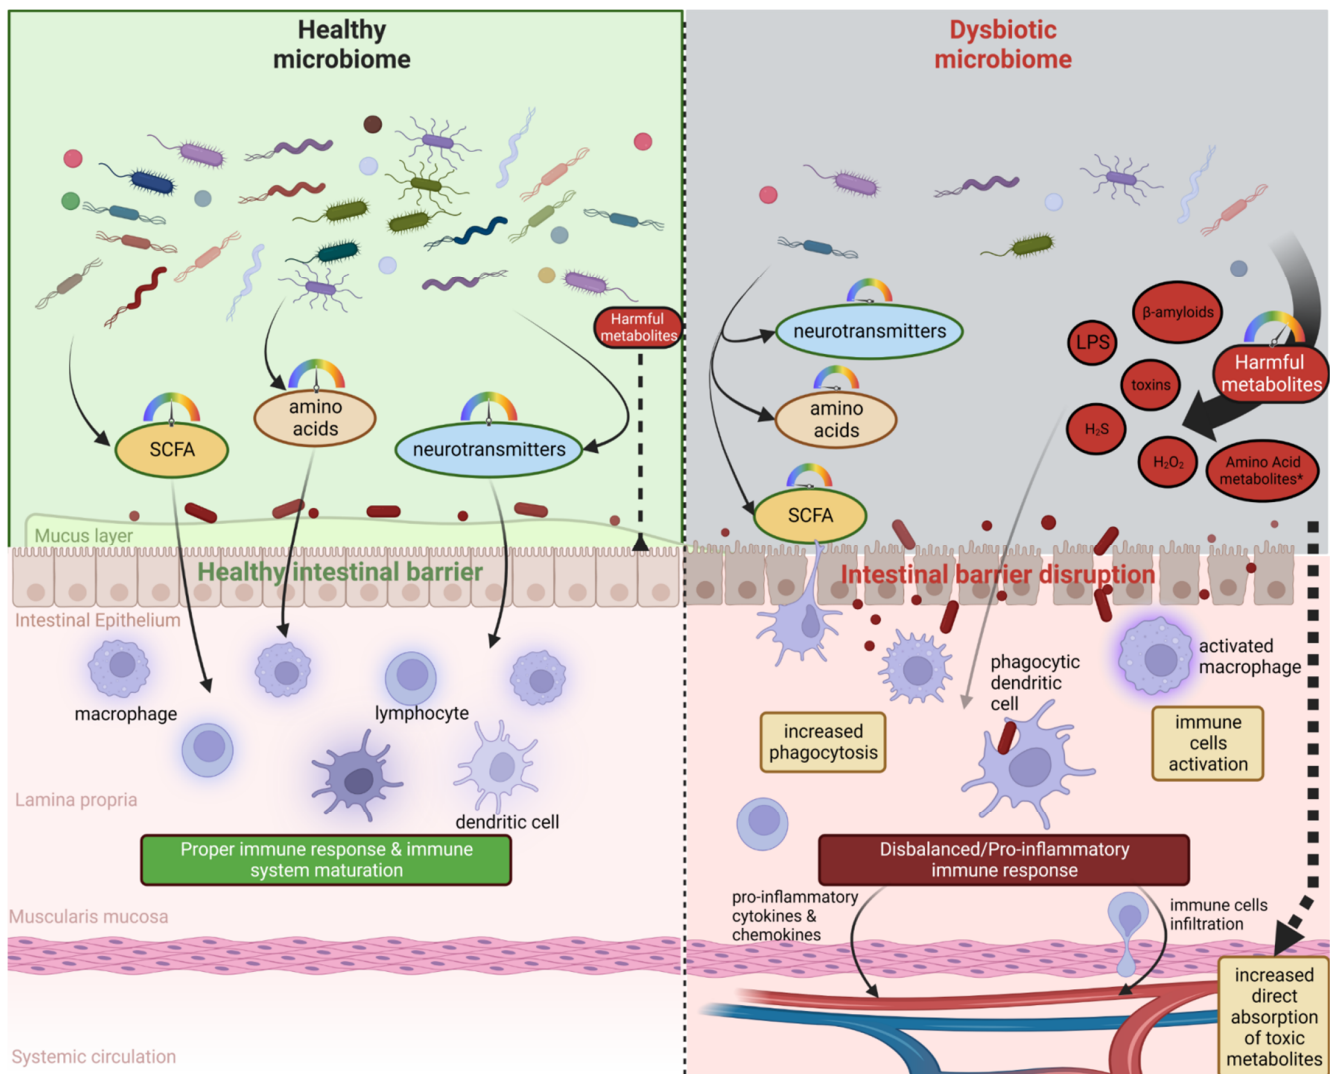 Healthy
microbiome
Harmful
metabolites
SCFA
amino
acids
neurotransmitters
Mucus layer
Healthy intestinal barrier
Intestinal Epithelium
macrophage
lymphocyte
Lamina propria
dendritic cell
Proper immune response & immune
system maturation
Muscularis mucosa
Systemic circulation
Dysbiotic
microbiome
neurotransmitters
amino
acids
SCFA
β-amyloids
LPS
toxins
Harmful
metabolites
H₂S
H₂O₂
Amino Acid
metabolites*
Intestinal barrier disruption
activated
macrophage
phagocytic
dendritic
cell
increased
phagocytosis
immune
cells
activation
Disbalanced/Pro-inflammatory
immune response
pro-inflammatory
cytokines &
chemokines
immune cells
infiltration
increased
direct
absorption
of toxic
metabolites